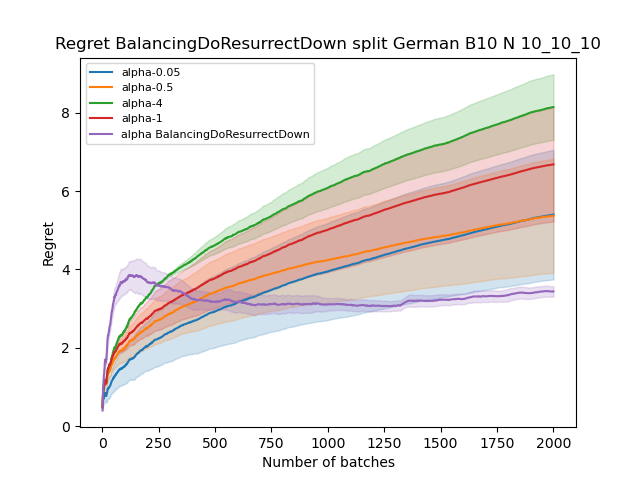 Regret BalancingDoResurrectDown split German B10 N 10_10_10
alpha-0.05
alpha-0.5
alpha-4
alpha-1
alpha BalancingDoResurrectDown
Regret
8
6
4
2
0
0 250 500 750 1000 1250 1500 1750 2000
Number of batches